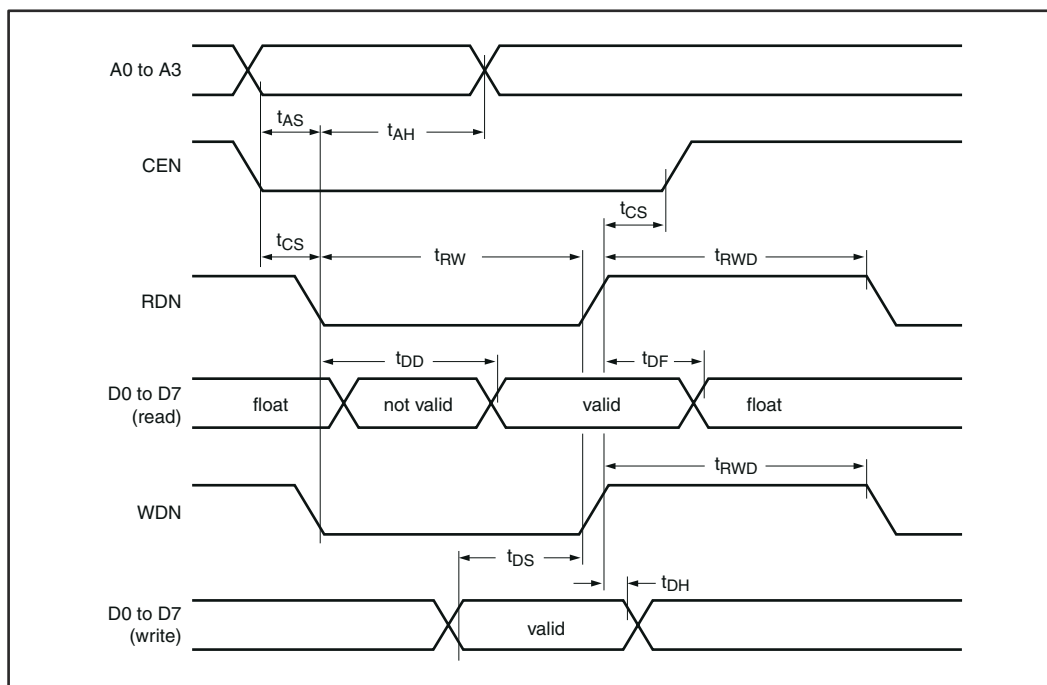 A0 to A3
tAS
tAH
CEN
tCS
tCS
tRW
tRWD
RDN
tDD
tDF
D0 to D7
(read)
float
not valid
valid
float
tRWD
WDN
tDS
tDH
D0 to D7
(write)
valid